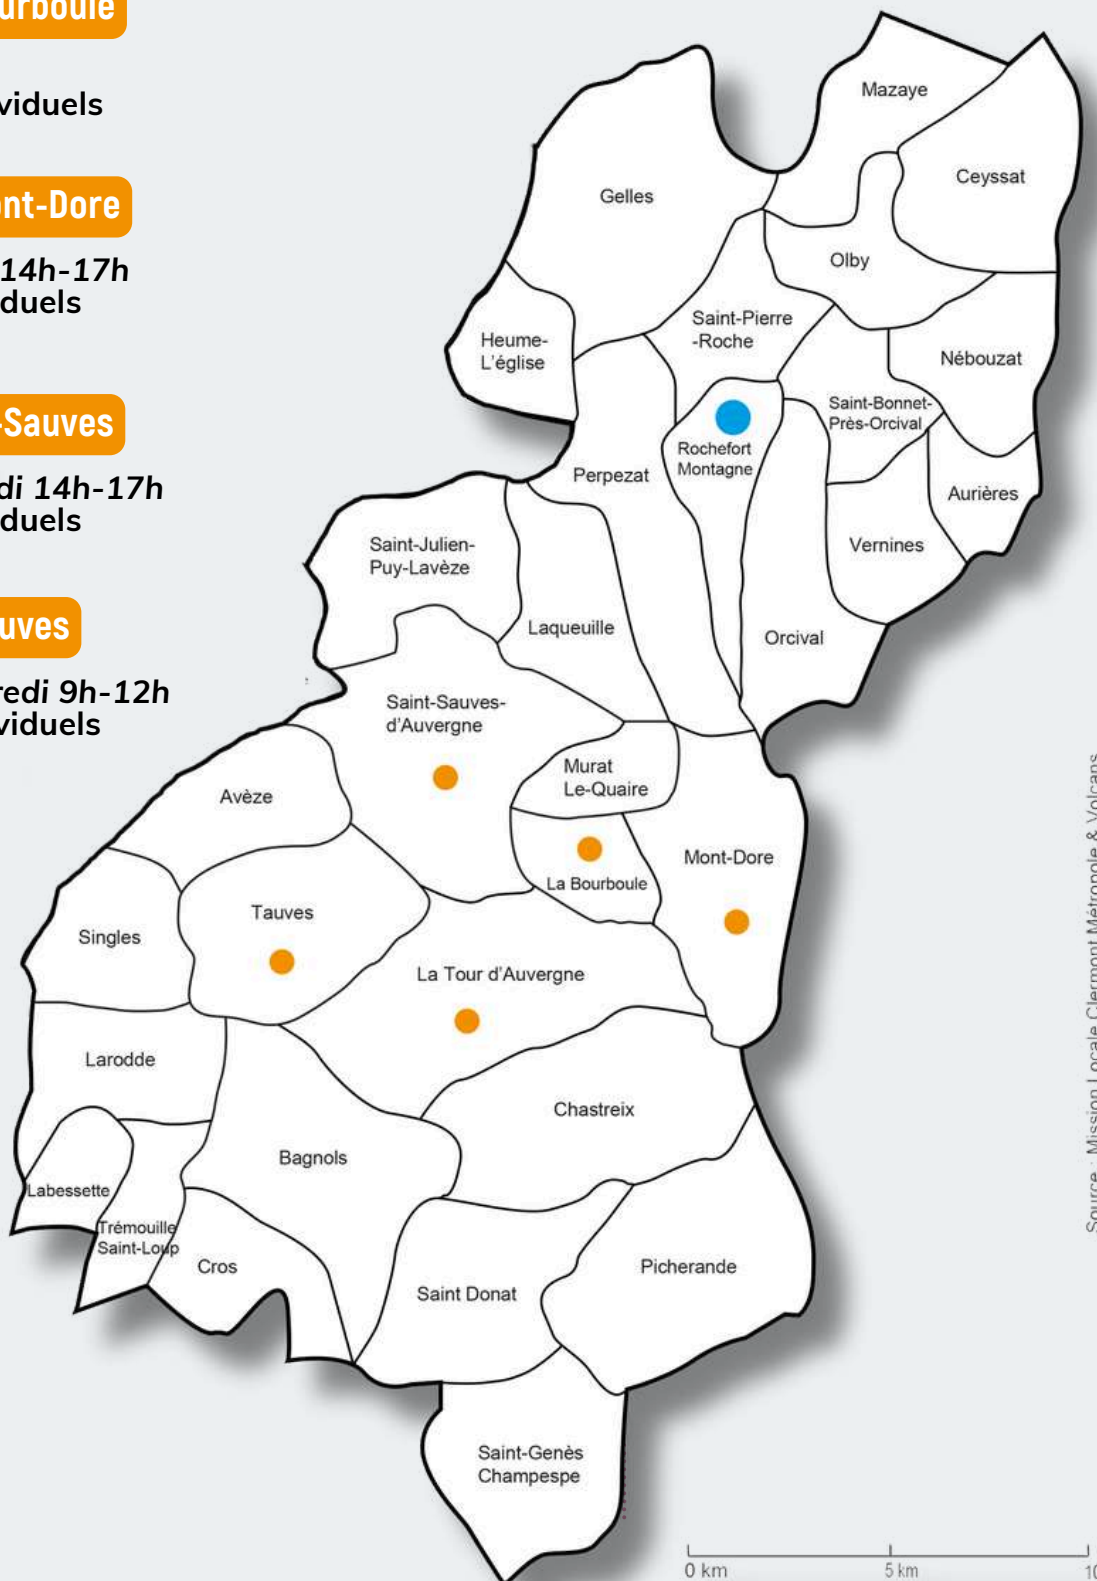 urboule
viduels
nt-Dore
14h-17h
duels
-Sauves
di 14h-17h
duels
uves
redi 9h-12h
viduels
Mazaye
Ceyssat
Gelles
Olby
Saint-Pierre
-Roche
Heume-
L'église
Nébouzat
Saint-Bonnet-
Près-Orcival
Rochefort
Montagne
Perpezat
Aurières
Vernines
Saint-Julien-
Puy-Lavèze
Laqueuille
Orcival
Saint-Sauves-
d'Auvergne
Murat
Le-Quaire
Avèze
Mont-Dore
La Bourboule
Tauves
Singles
La Tour d'Auvergne
Larodde
Chastreix
Bagnols
Labessette
Trémouille
Saint-Loup
Cros
Picherande
Saint Donat
Saint-Genès
Champespe
Source : Mission Locale Clermont Métropole & Volcans
0 km
5 km
10